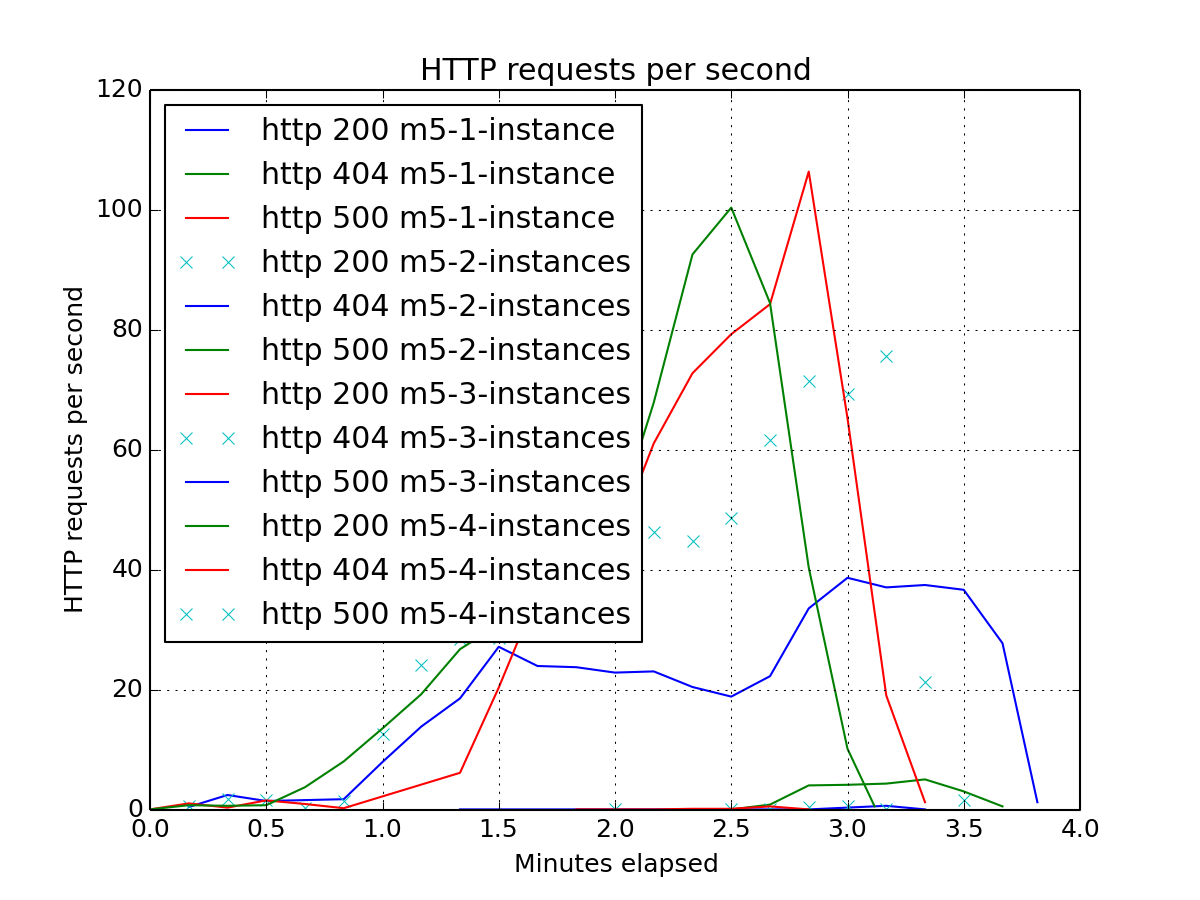 HTTP requests per second
120
100
80
60
40
20
0
HTTP requests per second
http 200 m5-1-instance
http 404 m5-1-instance
http 500 m5-1-instance
http 200 m5-2-instances
http 404 m5-2-instances
http 500 m5-2-instances
http 200 m5-3-instances
http 404 m5-3-instances
http 500 m5-3-instances
http 200 m5-4-instances
http 404 m5-4-instances
http 500 m5-4-instances
0.0 0.5 1.0 1.5 2.0 2.5 3.0 3.5 4.0
Minutes elapsed